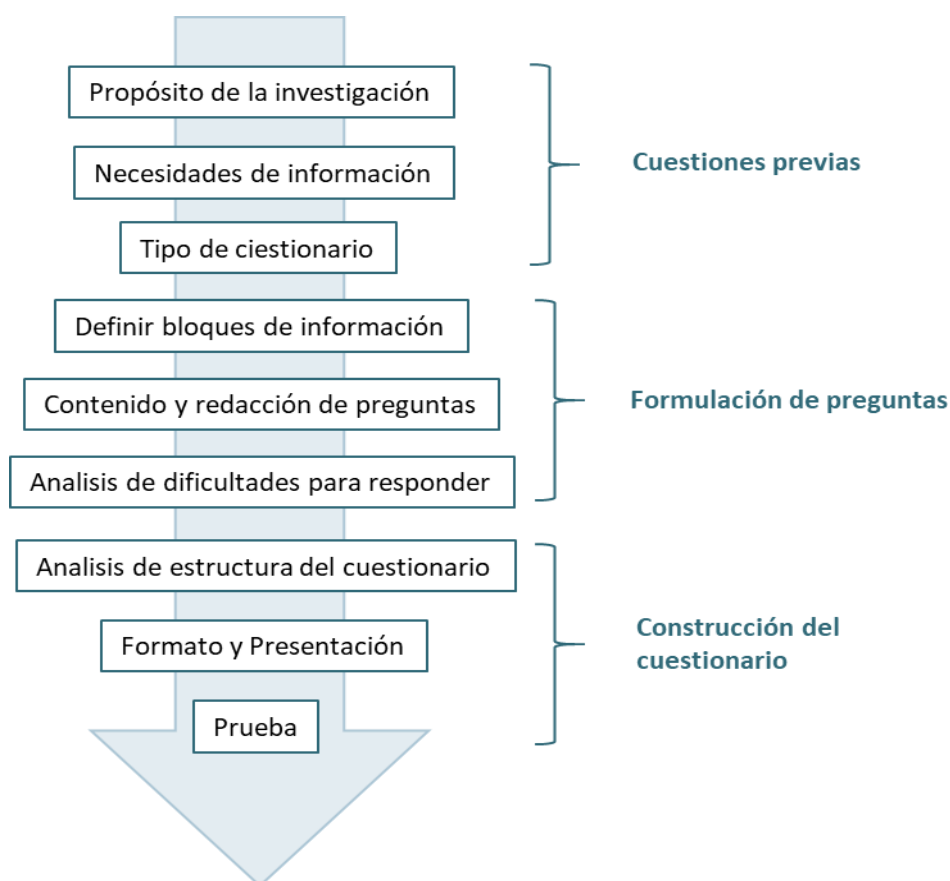 Propósito de la investigación
Necesidades de información
Cuestiones previas
Tipo de ciestionario
Definir bloques de información
Contenido y redacción de preguntas
Formulación de preguntas
Analisis de dificultades para responder
Analisis de estructura del cuestionario
Formato y Presentación
Construcción del
cuestionario
Prueba